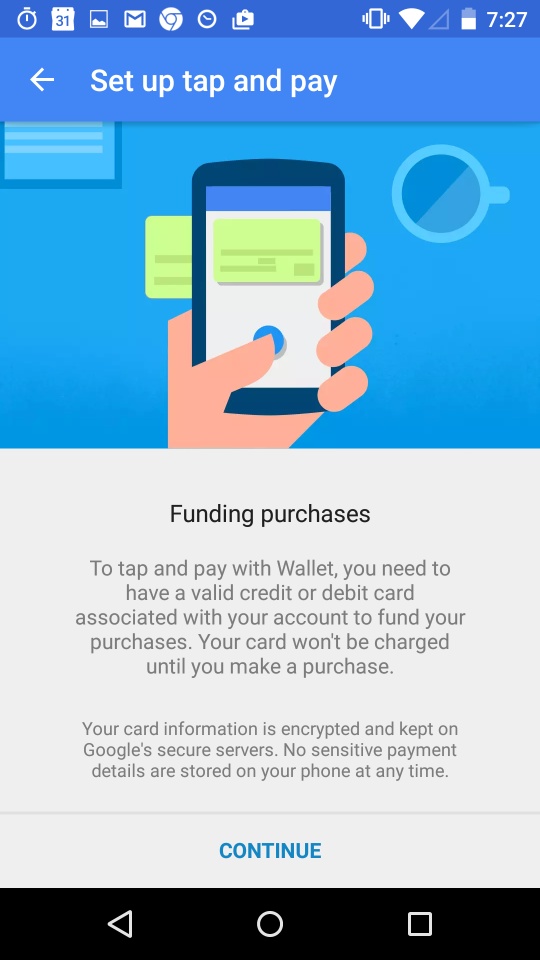 31
7:27
Set up tap and pay
Funding purchases
To tap and pay with Wallet, you need to
have a valid credit or debit card
associated with your account to fund your
purchases. Your card won't be charged
until you make a purchase.
Your card information is encrypted and kept on
Google's secure servers. No sensitive payment
details are stored on your phone at any time.
CONTINUE